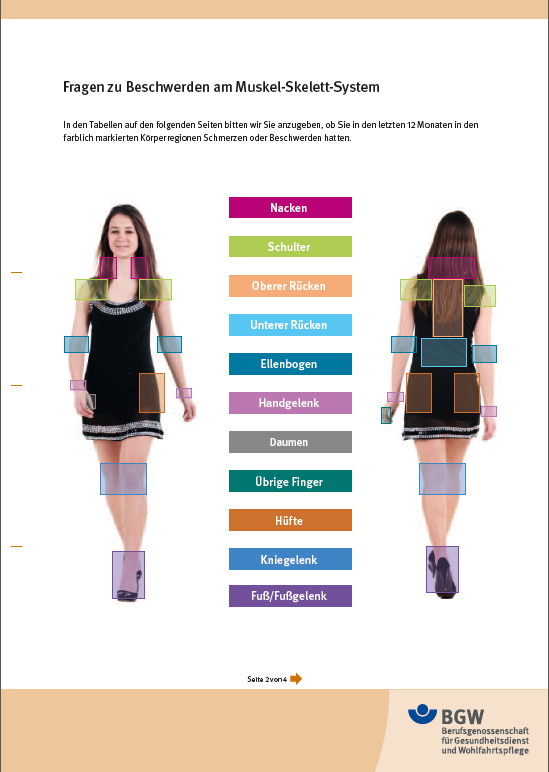 Fragen zu Beschwerden am Muskel-Skelett-System
In den Tabellen auf den folgenden Seiten bitten wir Sie anzugeben, ob Sie in den letzten 12 Monaten in den
farblich markierten Körperregionen Schmerzen oder Beschwerden hatten.
Nacken
Schulter
Oberer Rücken
Unterer Rücken
Ellenbogen
Handgelenk
Daumen
Übrige Finger
Hüfte
Kniegelenk
Fuß/Fußgelenk
Seite 2 von 4
BGW
Berufsgenossenschaft
für Gesundheitsdienst
und Wohlfahrtspflege